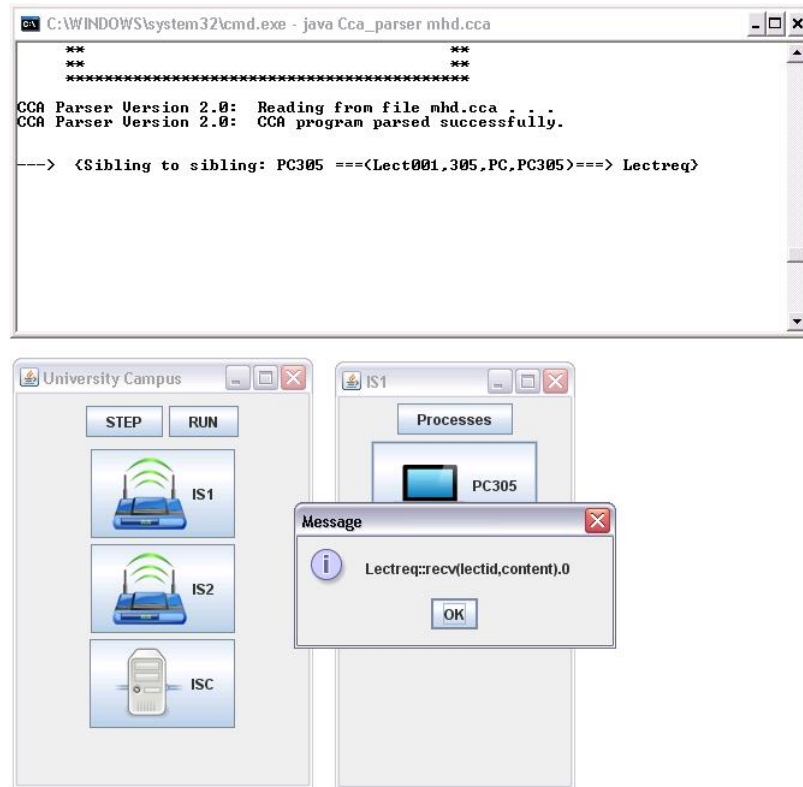 C:\WINDOWS\system32\cmd.exe - java Cca_parser mhd.cca
** **
** **
******************************************
CCA Parser Version 2.0: Reading from file mhd.cca . . .
CCA Parser Version 2.0: CCA program parsed successfully.
---> {Sibling to sibling: PC305 ===(Lect001,305,PC,PC305)===> Lectreq}
University Campus
STEP RUN
IS1
IS2
ISC
IS1
Processes
PC305
Message
Lectreq::recv(lectid,content).0
OK